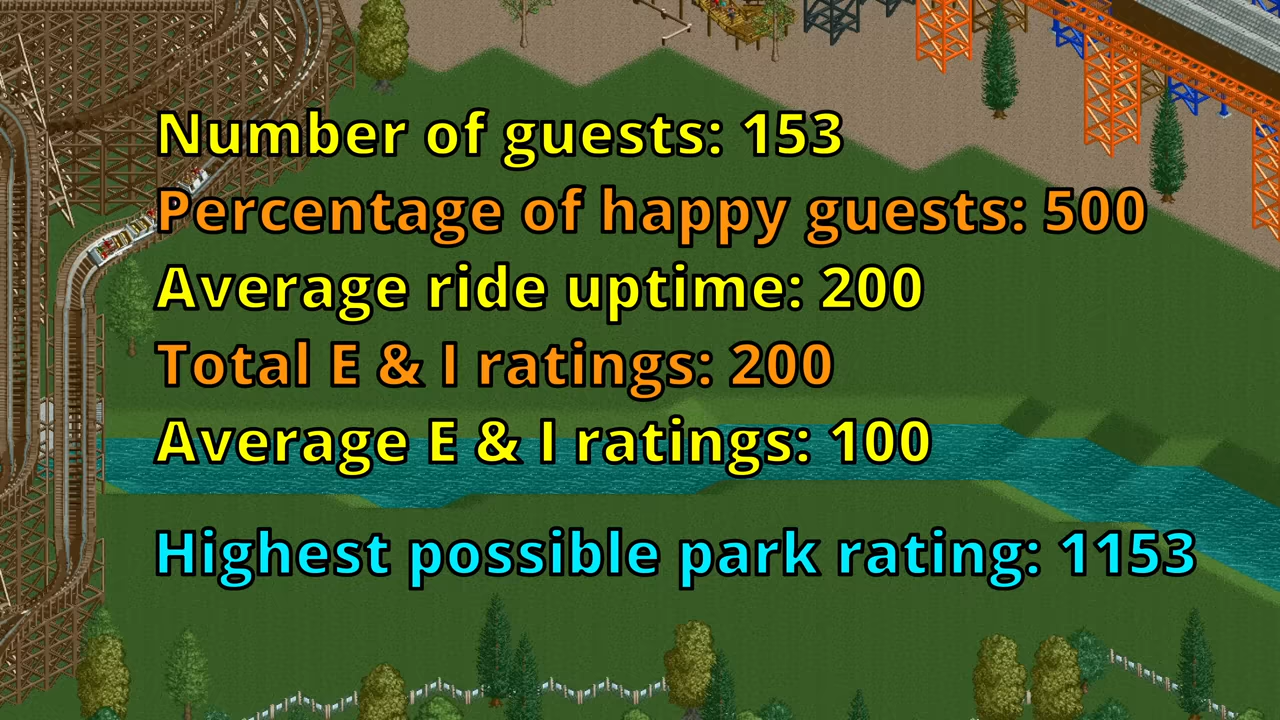 Number of guests: 153
Percentage of happy guests: 500
Average ride uptime: 200
Total E & I ratings: 200
Average E & I ratings: 100
Highest possible park rating: 1153